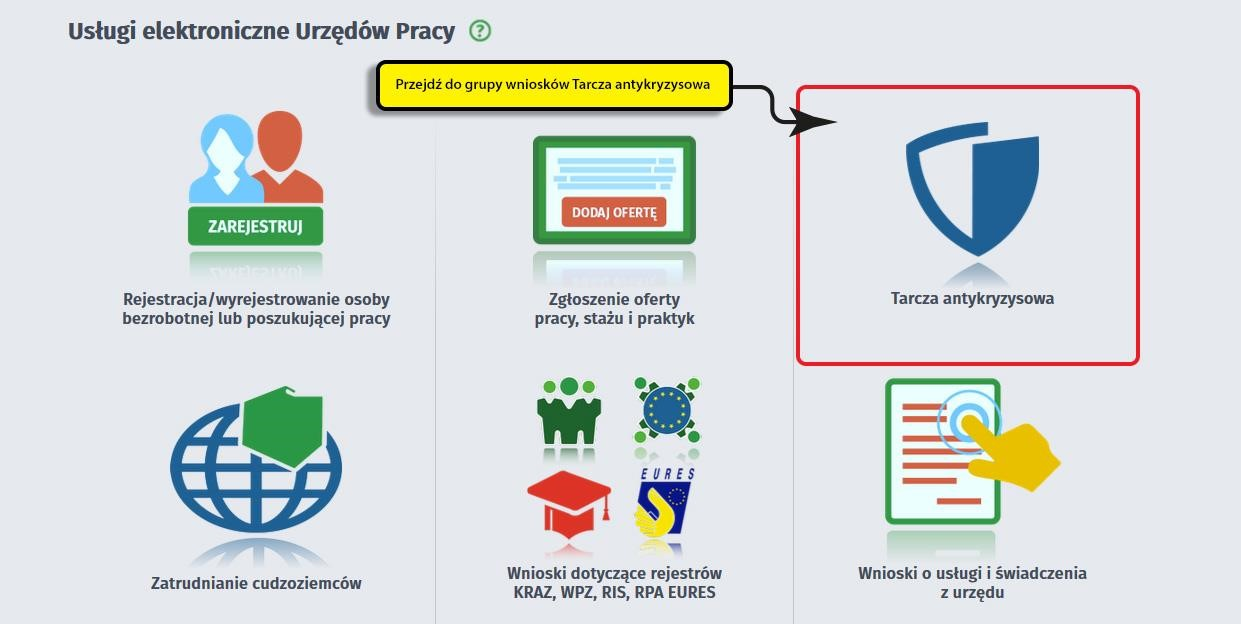 Usługi elektroniczne Urzędów Pracy ?
Przejdź do grupy wniosków Tarcza antykryzysowa
ZAREJESTRUJ
Rejestracja/wyrejestrowanie osoby
bezrobotnej lub poszukującej pracy
DODAJ OFERTĘ
Zgłoszenie oferty
pracy, stażu i praktyk
Tarcza antykryzysowa
Zatrudnianie cudzoziemców
EURES
Wnioski dotyczące rejestrów
KRAZ, WPZ, RIS, RPA EURES
Wnioski o usługi i świadczenia
z urzędu